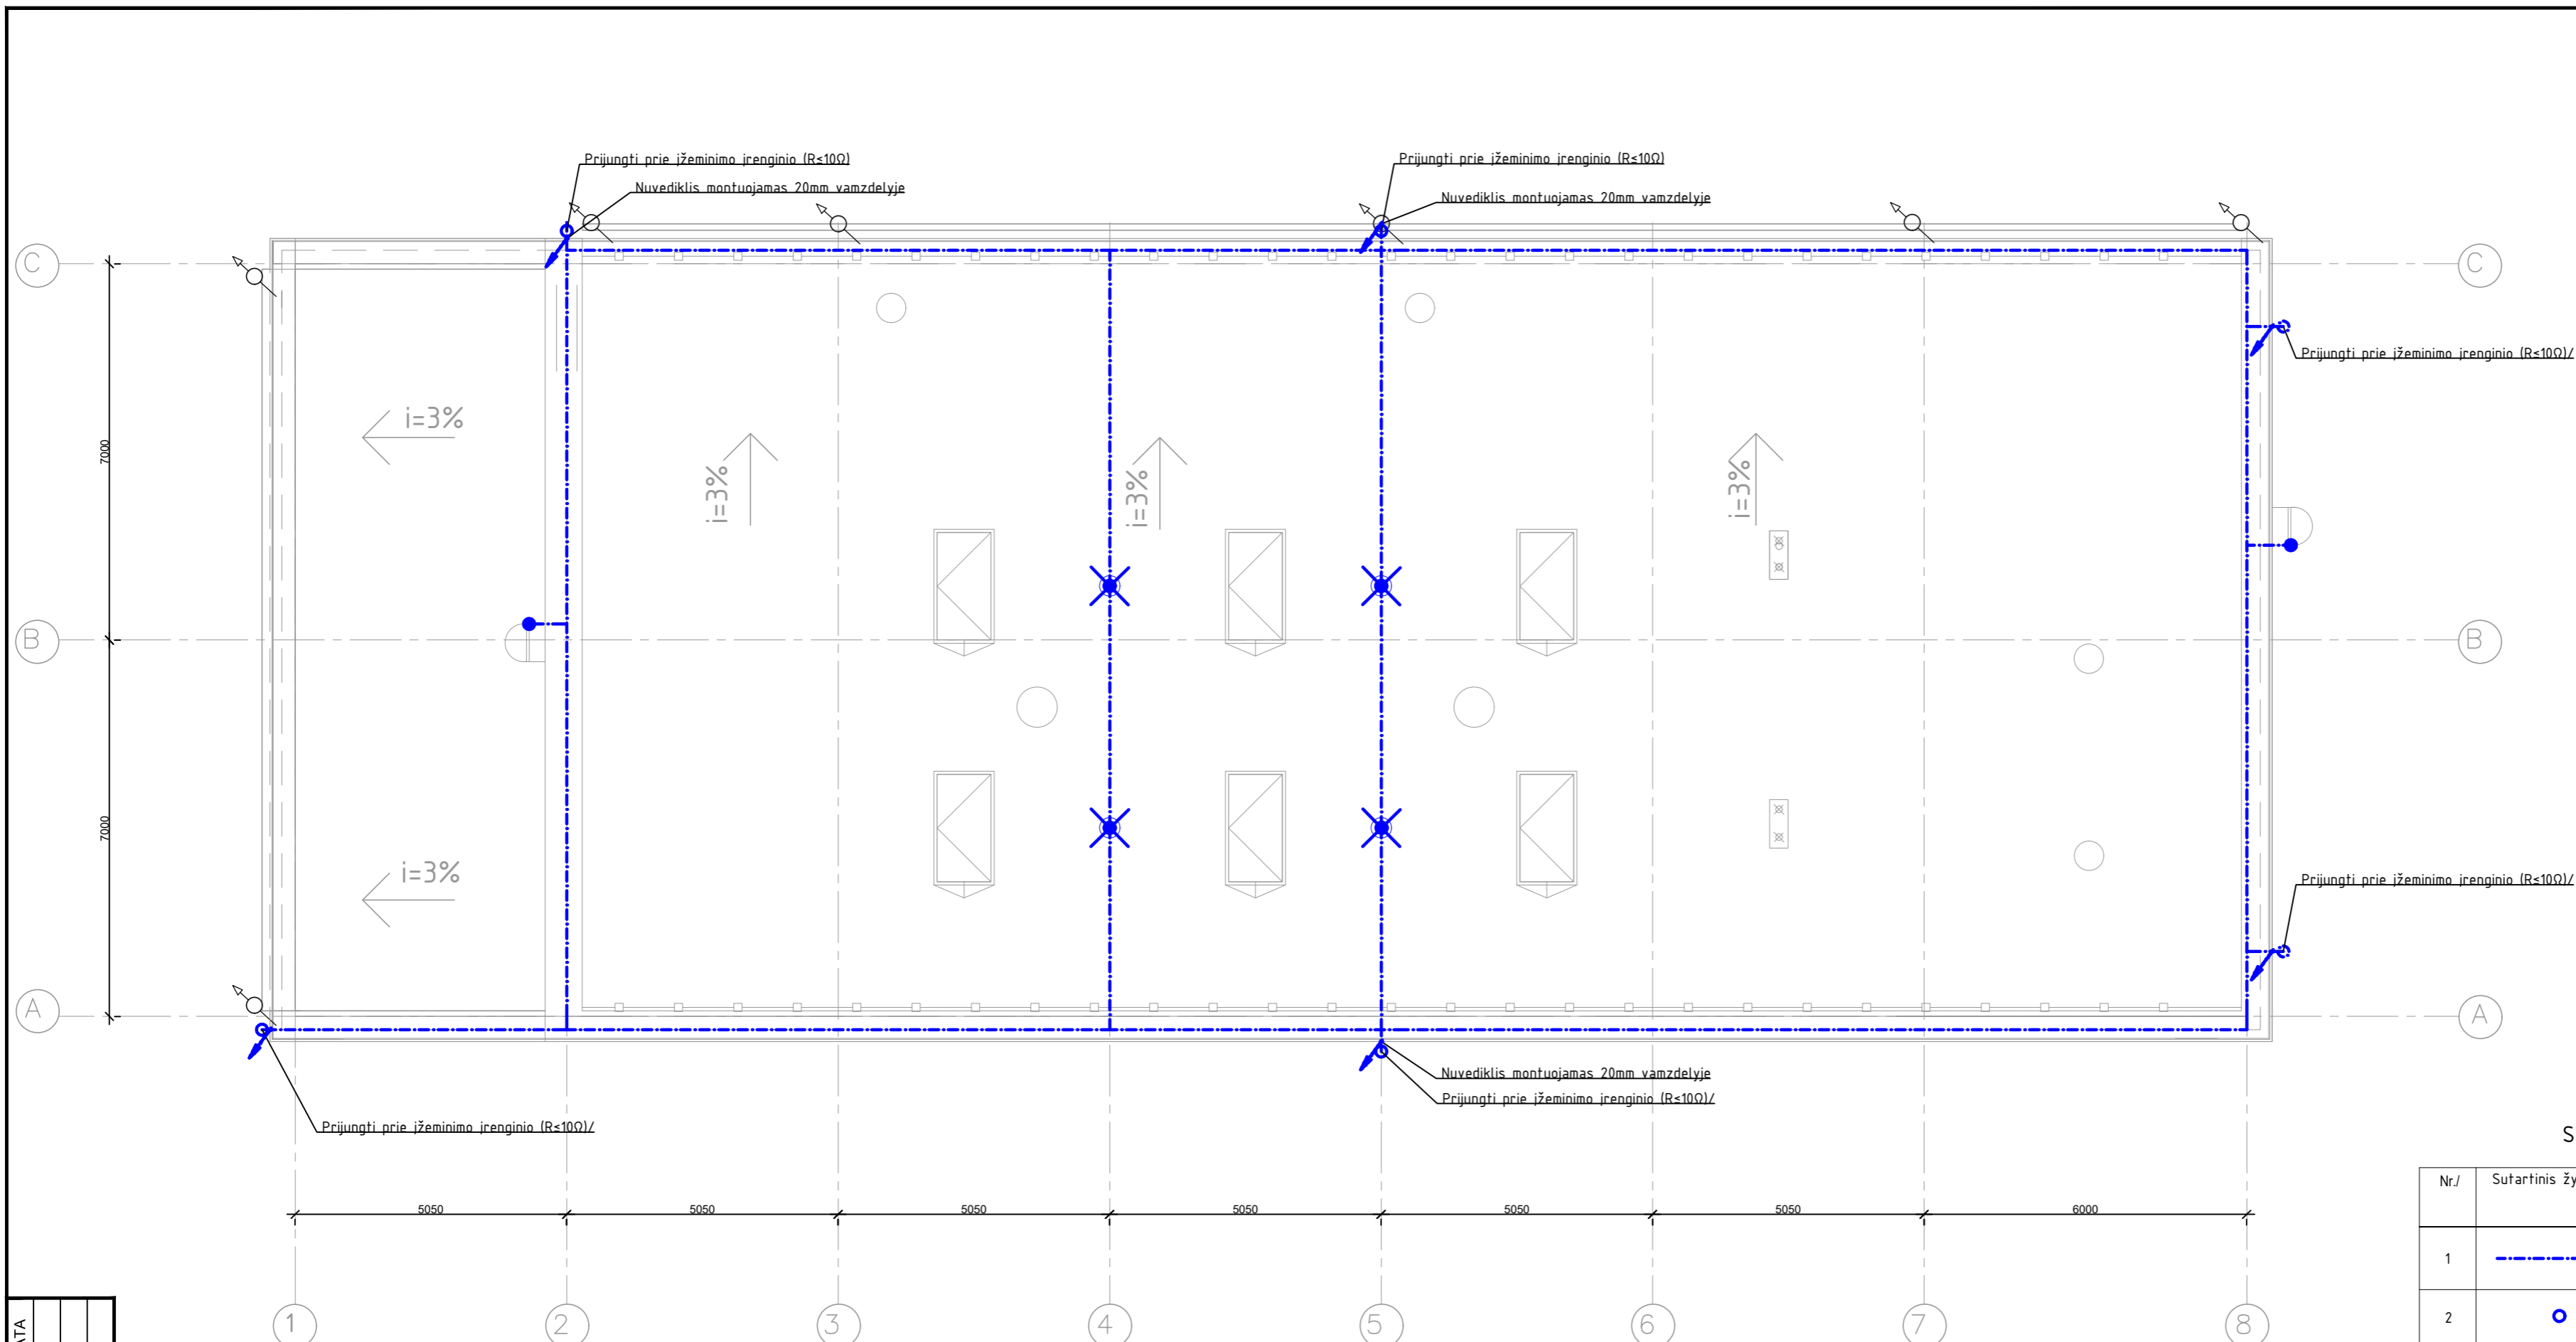 Prijungti prie įžeminimo įrenginio (R≤10Ω)
Nuvediklis montuojamas 20mm vamzdelyje
Prijungti prie įžeminimo įrenginio (R≤10Ω)
Nuvediklis montuojamas 20mm vamzdelyje
C
C
Prijungti prie įžeminimo įrenginio (R≤10Ω)/
i=3%
7000
i=3%
i=3%
i=3%
B
B
7000
i=3%
Prijungti prie įžeminimo įrenginio (R≤10Ω)/
A
A
Nuvediklis montuojamas 20mm vamzdelyje
Prijungti prie įžeminimo įrenginio (R≤10Ω)/
Prijungti prie įžeminimo įrenginio (R≤10Ω)/
S
Nr./
Sutartinis žy
5050
5050
5050
5050
5050
5050
6000
1
2
1
2
3
4
5
6
7
8
ATA